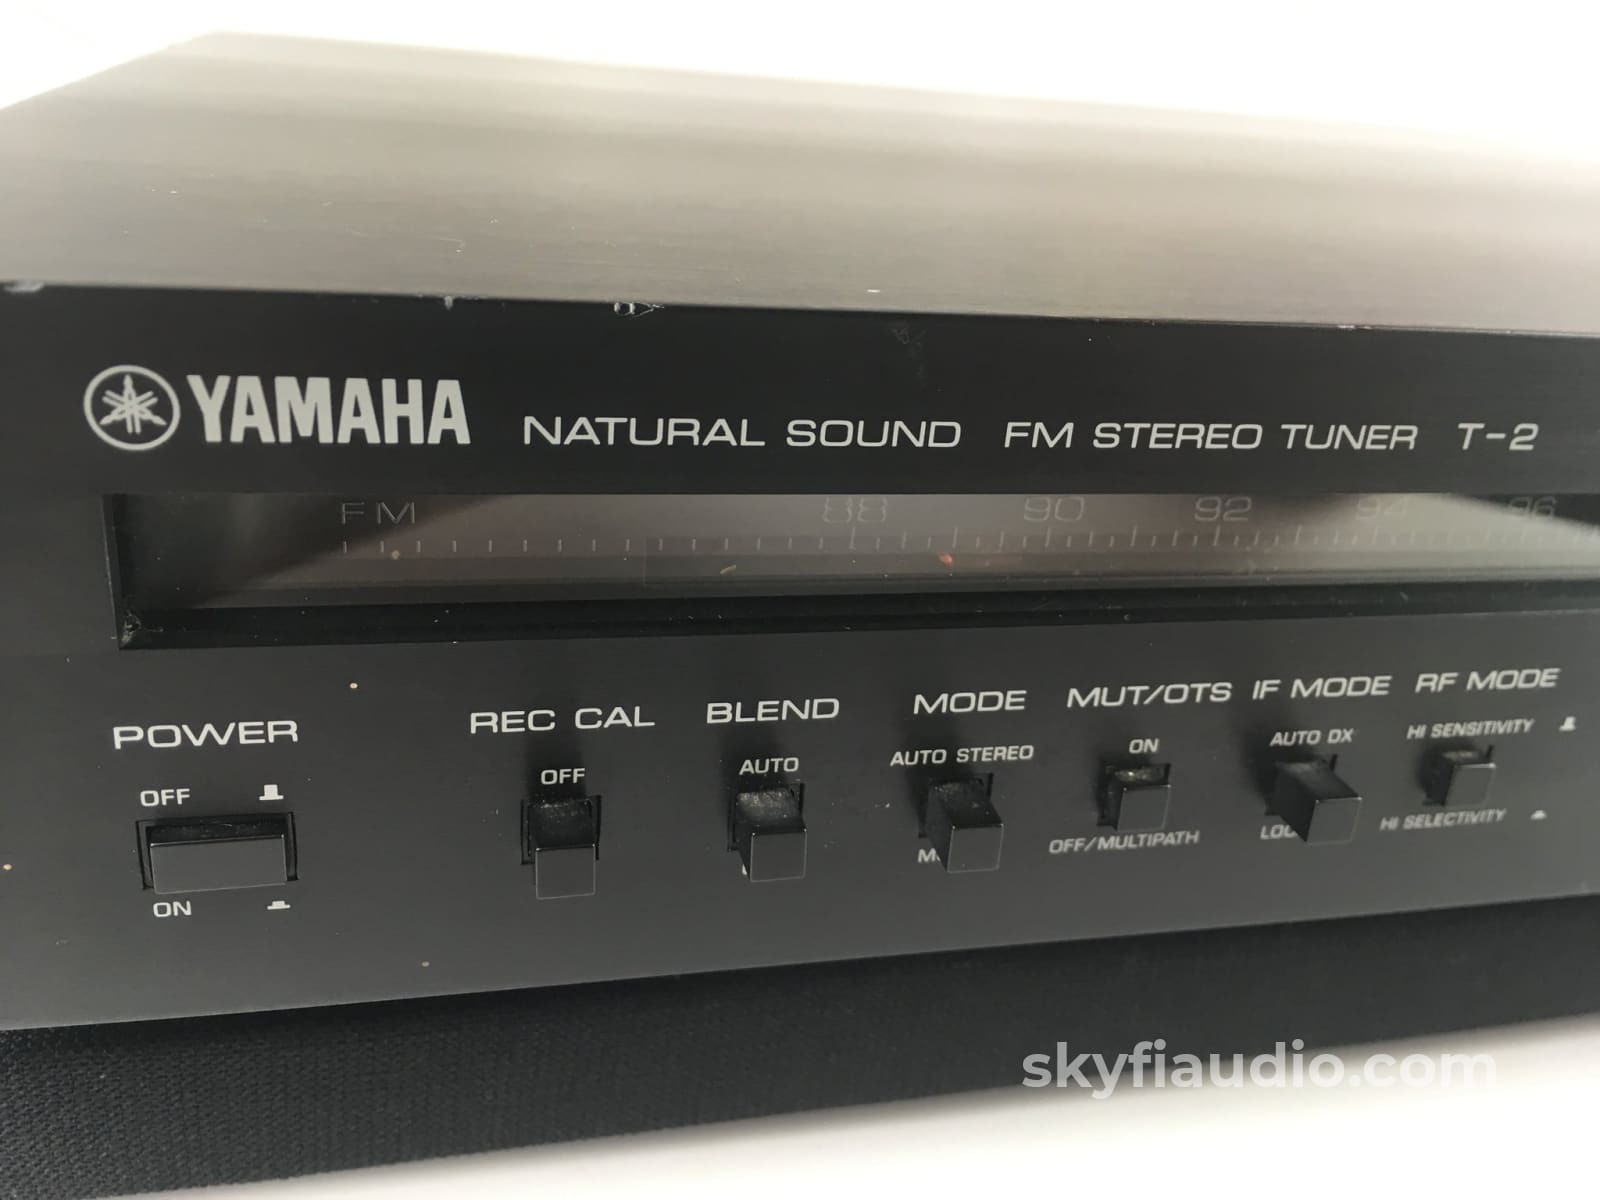 YAMAHA NATURAL SOUND FM STEREO TUNER T-2
FM 88 90 92 94 96
POWER REC CAL BLEND MODE MUT/OTS IF MODE RF MODE
OFF OFF AUTO AUTO STEREO ON AUTO DX HI SENSITIVITY
ON OFF/MULTIPATH HI SELECTIVITY
skyfiaudio.com